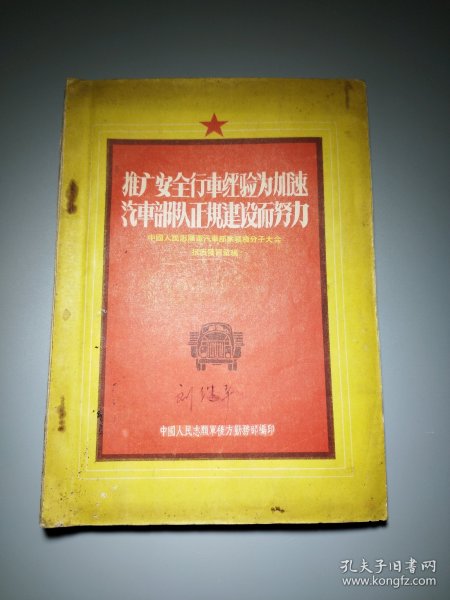 推广安全行車經验为加速
汽車部队正規建設而努力
中國人民志願軍汽車部隊積極分子大会
中國人民志願軍後方勤務部編印
孔夫子旧书网
www.kongfz.com